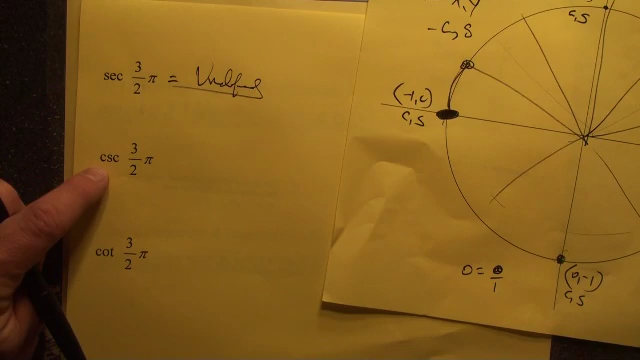 sec 3/2 π = Undefined
csc 3/2 π
cot 3/2 π
-C, S
C, S
(-1, 0)
C, S
0 = 0/1
(0, -1)
C, S